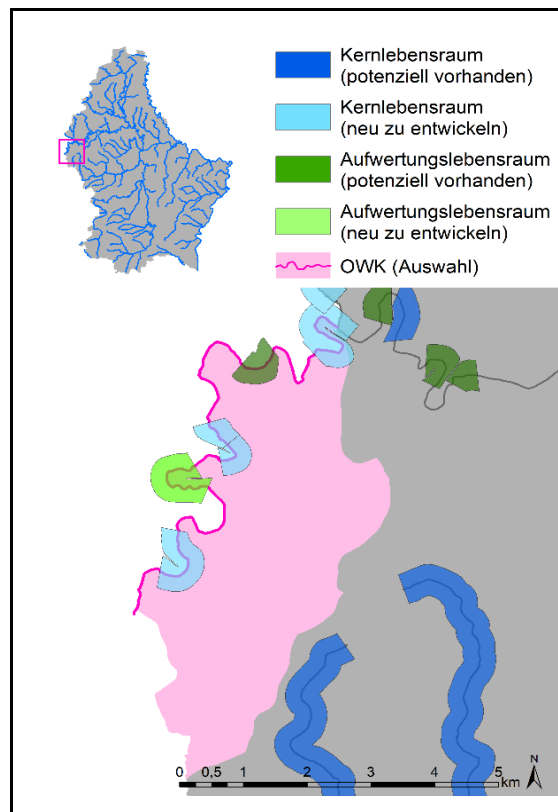 Kernlebensraum
(potenziell vorhanden)
Kernlebensraum
(neu zu entwickeln)
Aufwertungslebensraum
(potenziell vorhanden)
Aufwertungslebensraum
(neu zu entwickeln)
OWK (Auswahl)
0 0,5 1 2 3 4 5
km
N